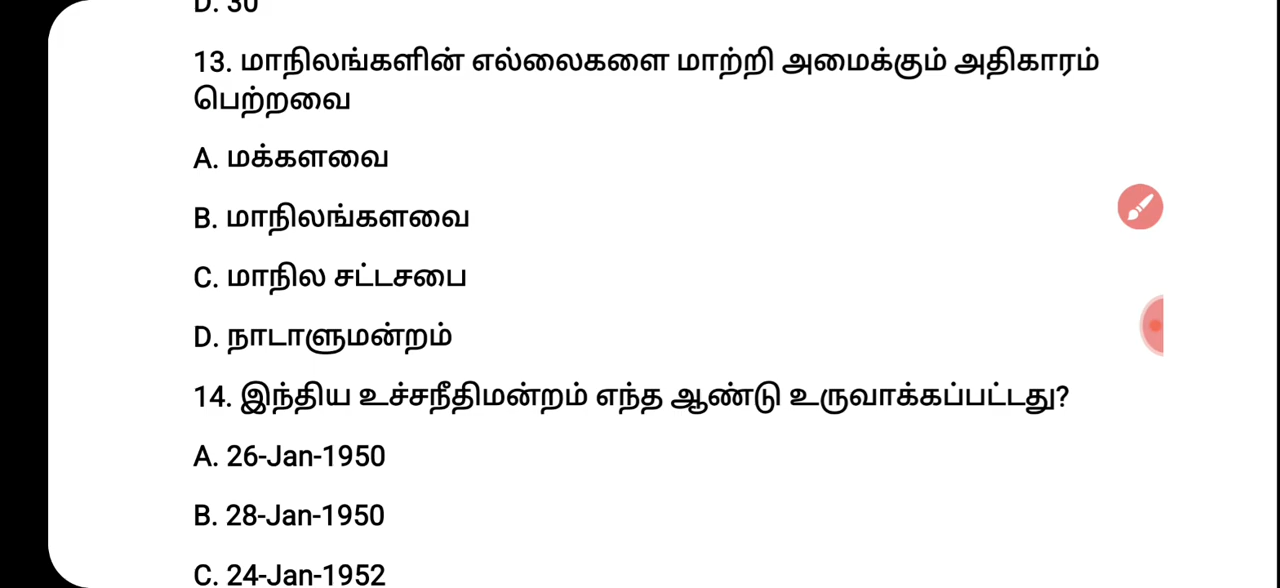 D. 30
13. மாநிலங்களின் எல்லைகளை மாற்றி அமைக்கும் அதிகாரம்
பெற்றவை
A. மக்களவை
B. மாநிலங்களவை
C. மாநில சட்டசபை
D. நாடாளுமன்றம்
14. இந்திய உச்சநீதிமன்றம் எந்த ஆண்டு உருவாக்கப்பட்டது?
A. 26-Jan-1950
B. 28-Jan-1950
C. 24-Jan-1952